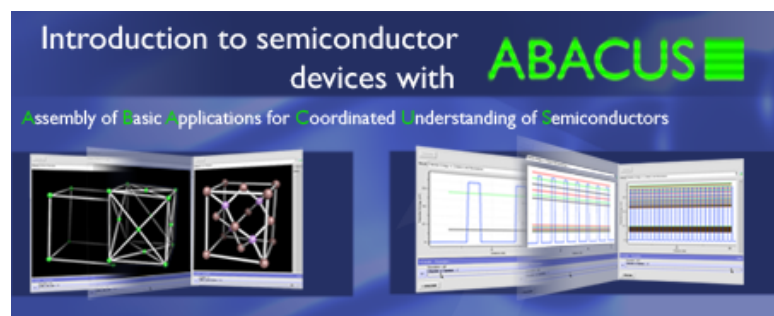 Introduction to semiconductor
devices with
ABACUS
Assembly of Basic Applications for Coordinated Understanding of Semiconductors